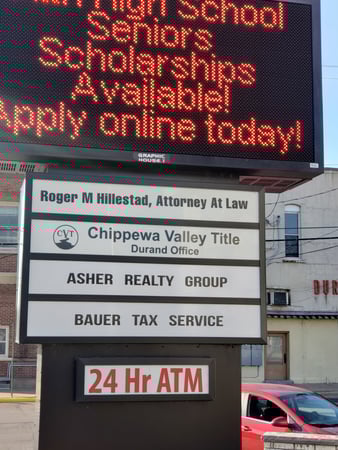 High School
Seniors
Scholarships
Available!
Apply online today!
GRAPHIC
HOUSE
Roger M Hillestad, Attorney At Law
CVT
Chippewa Valley Title
Durand Office
ASHER REALTY GROUP
BAUER TAX SERVICE
24 Hr ATM